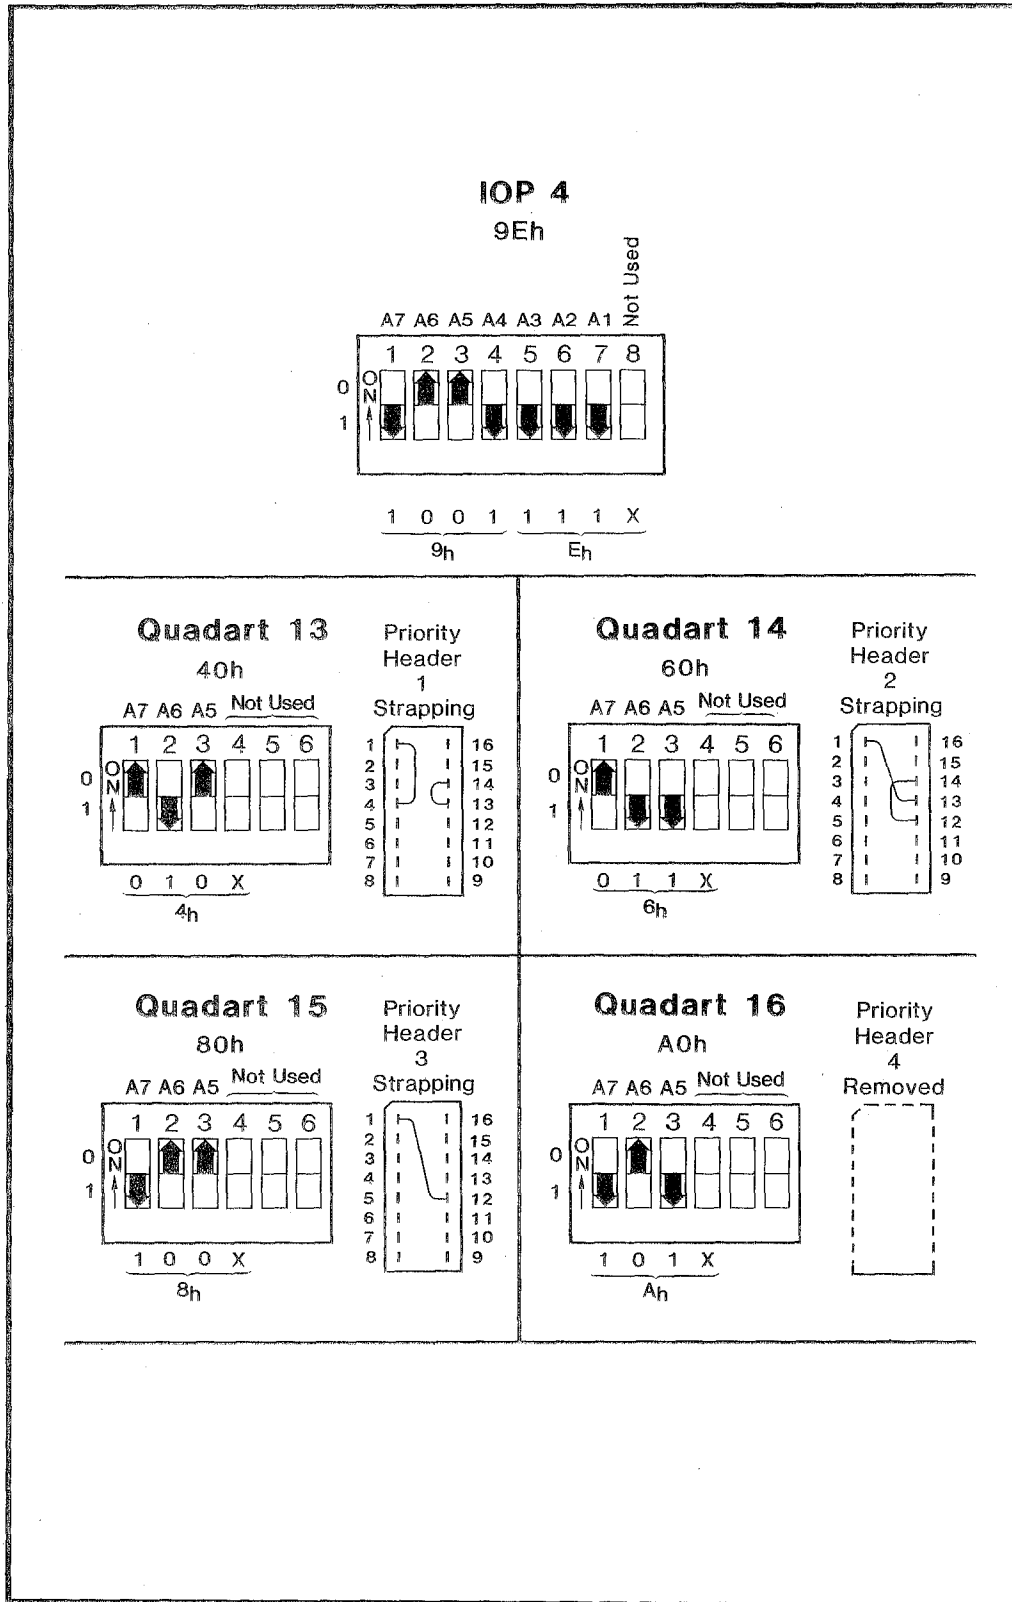 IOP 4
9Eh
A7 A6 A5 A4 A3 A2 A1 Not Used
1 2 3 4 5 6 7 8
0 ON
1
1 0 0 1 1 1 1 X
9h Eh
Quadart 13
40h
A7 A6 A5 Not Used
1 2 3 4 5 6
0 ON
1
0 1 0 X
4h
Priority
Header
1
Strapping
1 16
2 15
3 14
4 13
5 12
6 11
7 10
8 9
Quadart 14
60h
A7 A6 A5 Not Used
1 2 3 4 5 6
0 ON
1
0 1 1 X
6h
Priority
Header
2
Strapping
1 16
2 15
3 14
4 13
5 12
6 11
7 10
8 9
Quadart 15
80h
A7 A6 A5 Not Used
1 2 3 4 5 6
0 ON
1
1 0 0 X
8h
Priority
Header
3
Strapping
1 16
2 15
3 14
4 13
5 12
6 11
7 10
8 9
Quadart 16
A0h
A7 A6 A5 Not Used
1 2 3 4 5 6
0 ON
1
1 0 1 X
Ah
Priority
Header
4
Removed